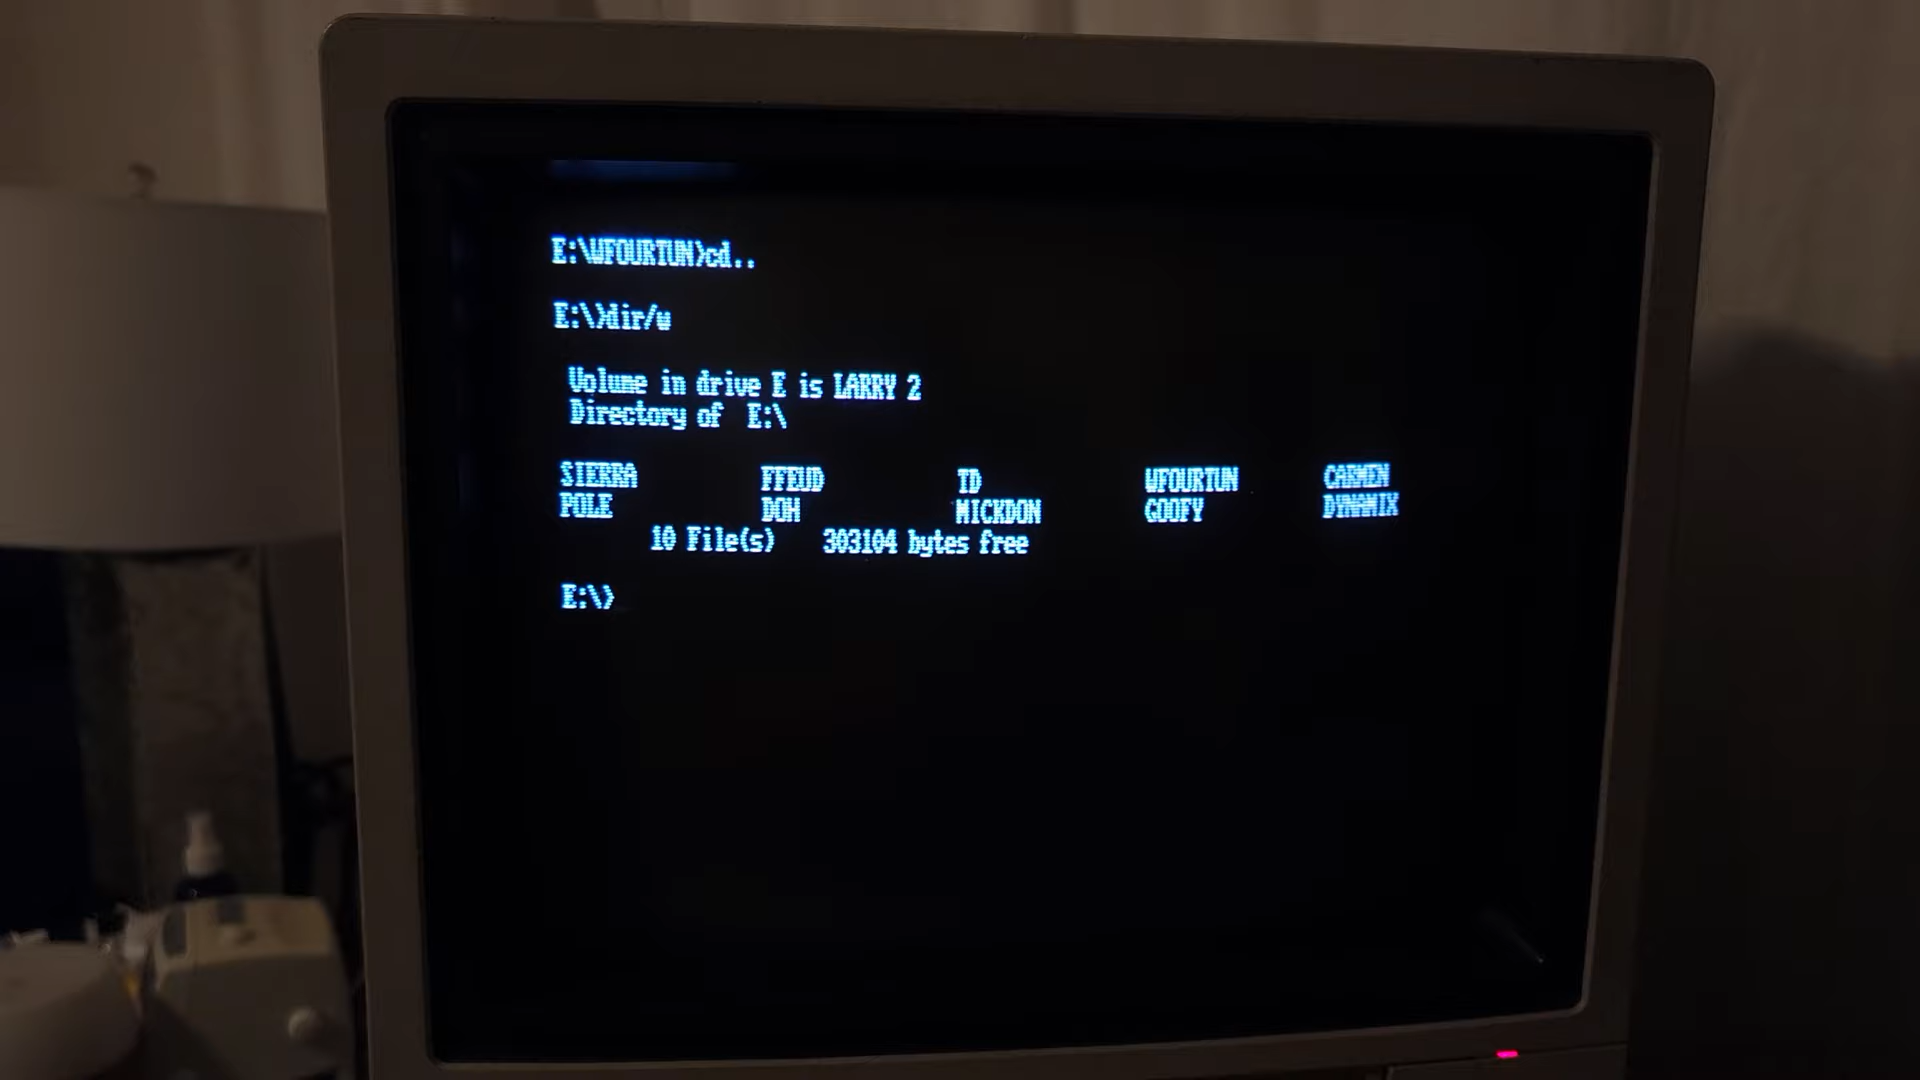 E:\WFOURTUN>cd..
E:\>dir/w
Volume in drive E is LARRY 2
Directory of  E:\
SIERRA FFEUD TD WFOURTUN CARMEN
POLE DOH MICKDON GOOFY DYNAMIX
10 File(s) 303104 bytes free
E:\>